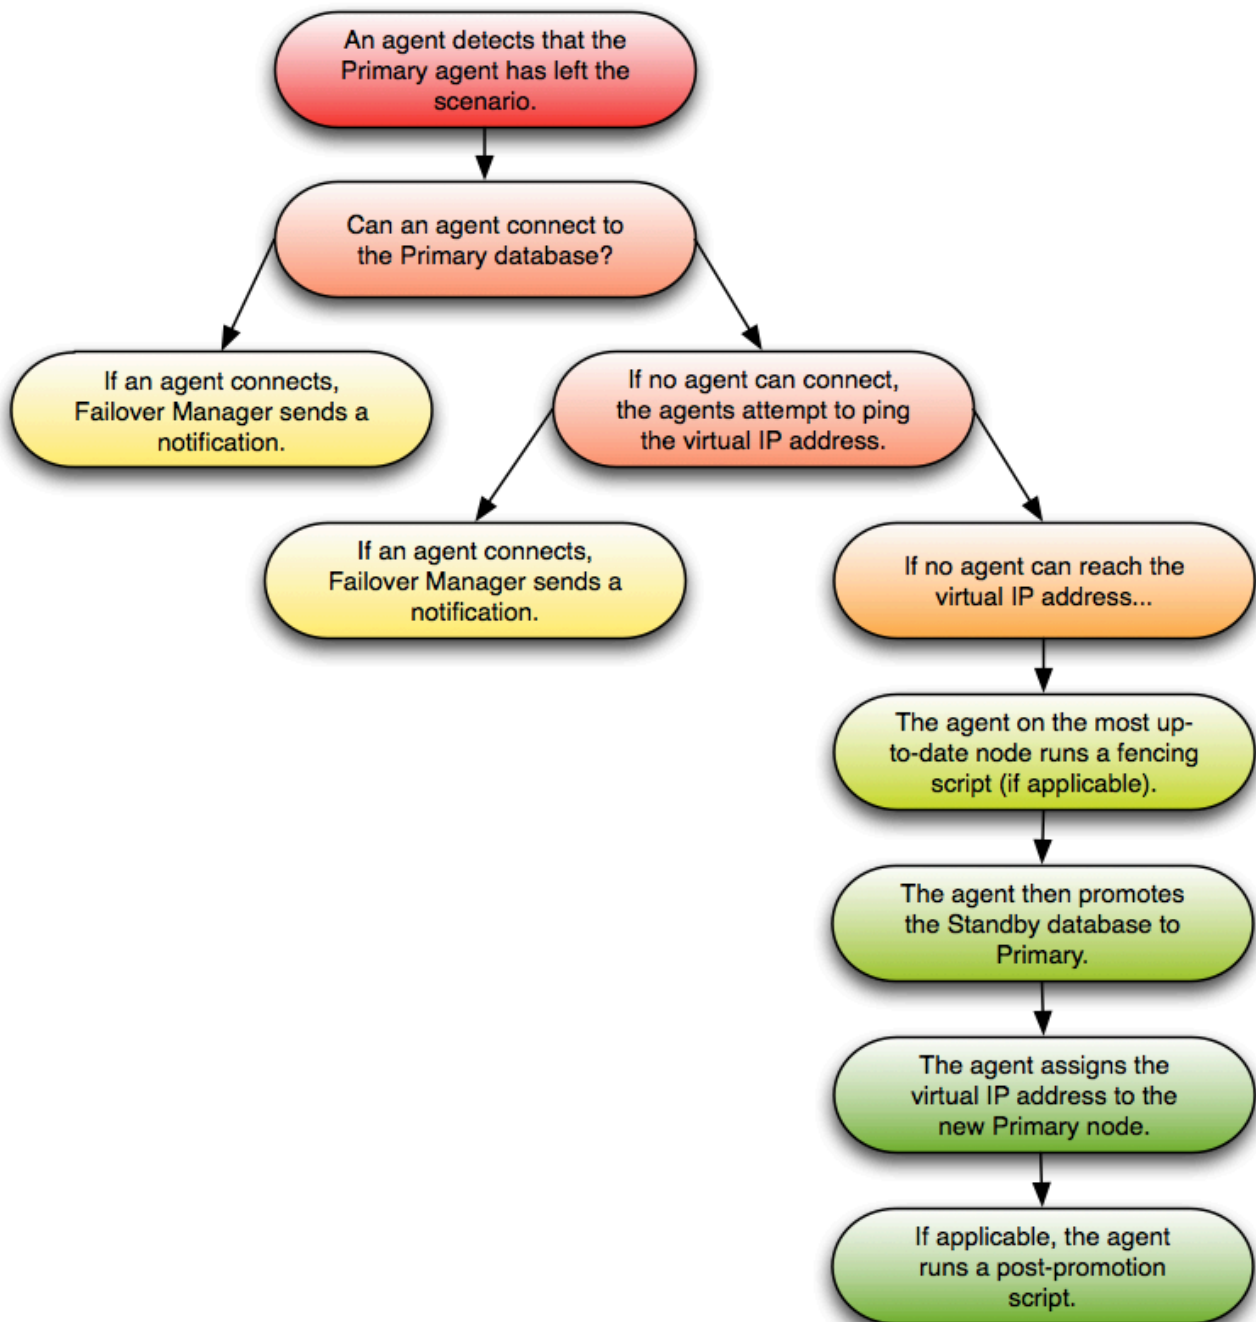 An agent detects that the
Primary agent has left the
scenario.
Can an agent connect to
the Primary database?
If an agent connects,
Failover Manager sends a
notification.
If no agent can connect,
the agents attempt to ping
the virtual IP address.
If an agent connects,
Failover Manager sends a
notification.
If no agent can reach the
virtual IP address...
The agent on the most up-
to-date node runs a fencing
script (if applicable).
The agent then promotes
the Standby database to
Primary.
The agent assigns the
virtual IP address to the
new Primary node.
If applicable, the agent
runs a post-promotion
script.